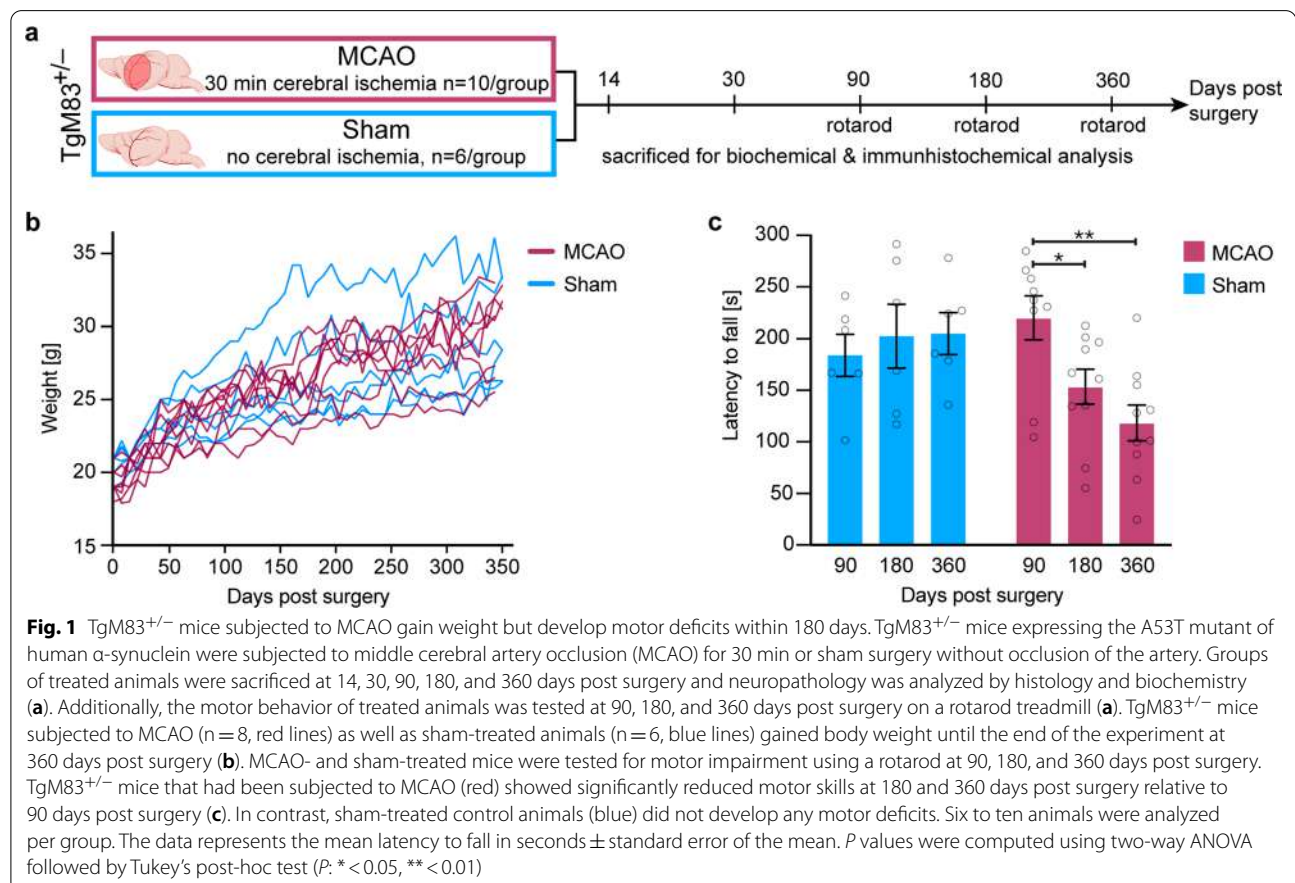 a
TgM83+/−
MCAO
30 min cerebral ischemia n=10/group
Sham
no cerebral ischemia, n=6/group
14 30 90 180 360
rotarod rotarod rotarod
Days post
surgery
sacrificed for biochemical & immunhistochemical analysis
b
MCAO
Sham
Weight [g]
35
30
25
20
15
0 50 100 150 200 250 300 350
Days post surgery
c
MCAO
Sham
**
*
Latency to fall [s]
300
250
200
150
100
50
0
90 180 360 90 180 360
Days post surgery
Fig. 1 TgM83+/− mice subjected to MCAO gain weight but develop motor deficits within 180 days. TgM83+/− mice expressing the A53T mutant of
human α-synuclein were subjected to middle cerebral artery occlusion (MCAO) for 30 min or sham surgery without occlusion of the artery. Groups
of treated animals were sacrificed at 14, 30, 90, 180, and 360 days post surgery and neuropathology was analyzed by histology and biochemistry
(a). Additionally, the motor behavior of treated animals was tested at 90, 180, and 360 days post surgery on a rotarod treadmill (a). TgM83+/− mice
subjected to MCAO (n = 8, red lines) as well as sham-treated animals (n = 6, blue lines) gained body weight until the end of the experiment at
360 days post surgery (b). MCAO- and sham-treated mice were tested for motor impairment using a rotarod at 90, 180, and 360 days post surgery.
TgM83+/− mice that had been subjected to MCAO (red) showed significantly reduced motor skills at 180 and 360 days post surgery relative to
90 days post surgery (c). In contrast, sham-treated control animals (blue) did not develop any motor deficits. Six to ten animals were analyzed
per group. The data represents the mean latency to fall in seconds ± standard error of the mean. P values were computed using two-way ANOVA
followed by Tukey's post-hoc test (P: * < 0.05, ** < 0.01)